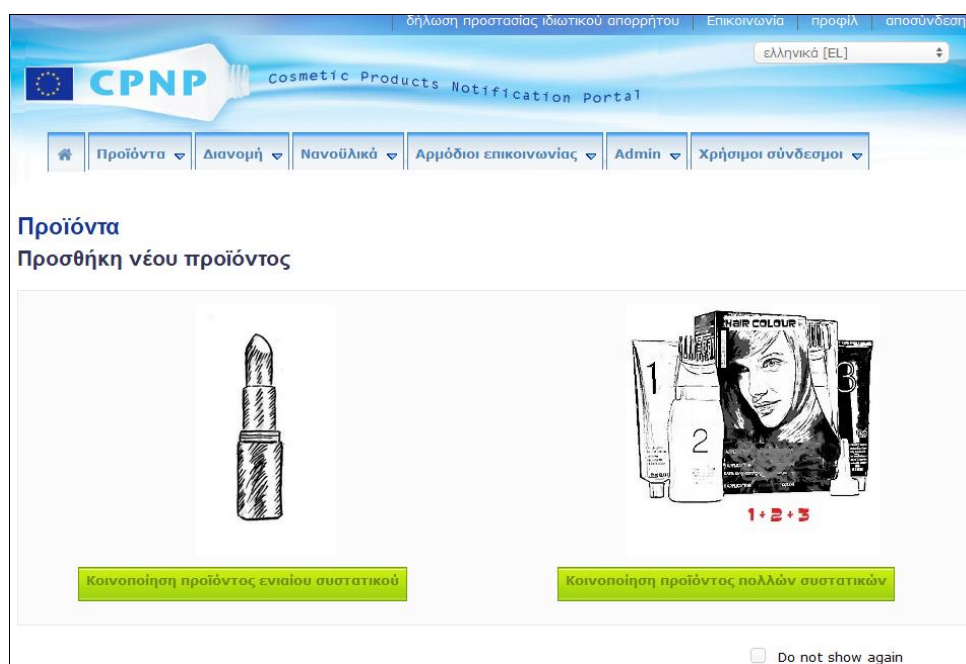 δήλωση προστασίας ιδιωτικού απορρήτου Επικοινωνία προφίλ αποσύνδεση
ελληνικά [EL]
CPNP Cosmetic Products Notification Portal
Προϊόντα Διανομή Νανοϋλικά Αρμόδιοι επικοινωνίας Admin Χρήσιμοι σύνδεσμοι
Προϊόντα
Προσθήκη νέου προϊόντος
HAIR COLOUR
1 3
2
1+2+3
Κοινοποίηση προϊόντος ενιαίου συστατικού Κοινοποίηση προϊόντος πολλών συστατικών
Do not show again